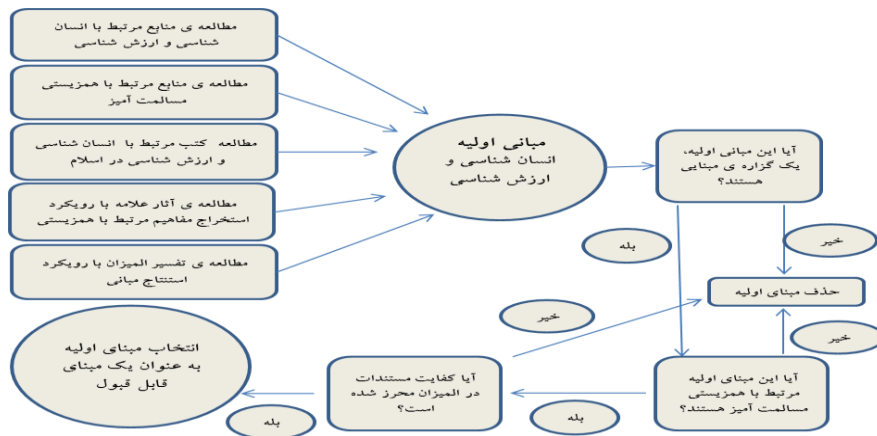 مطالعه ی منابع مرتبط با انسان
شناسی و ارزش شناسی
مطالعه ی منابع مرتبط با همزیستی
مسالمت آمیز
مطالعه کتب مرتبط با انسان شناسی
و ارزش شناسی در اسلام
مطالعه ی آثار علامه با رویکرد
استخراج مفاهیم مرتبط با همزیستی
مطالعه ی تفسیر المیزان با رویکرد
استنتاج مبانی
مبانی اولیه
انسان شناسی و
ارزش شناسی
آیا این مبانی اولیه،
یک گزاره ی مبنایی
هستند؟
بله
خیر
حذف مبنای اولیه
خیر
خیر
آیا این مبنای اولیه
مرتبط با همزیستی
مسالمت آمیز هستند؟
بله
آیا کفایت مستندات
در المیزان محرز شده
است؟
بله
انتخاب مبنای اولیه
به عنوان یک مبنای
قابل قبول